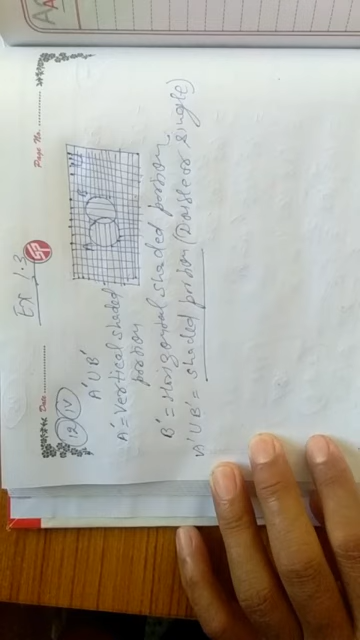 Ex 1.3
Date
Page No.
12 IV
A'UB'
A' = Vertical shaded
portion
B' = Horizontal shaded portion
A'UB' = shaded portion (Double or single)